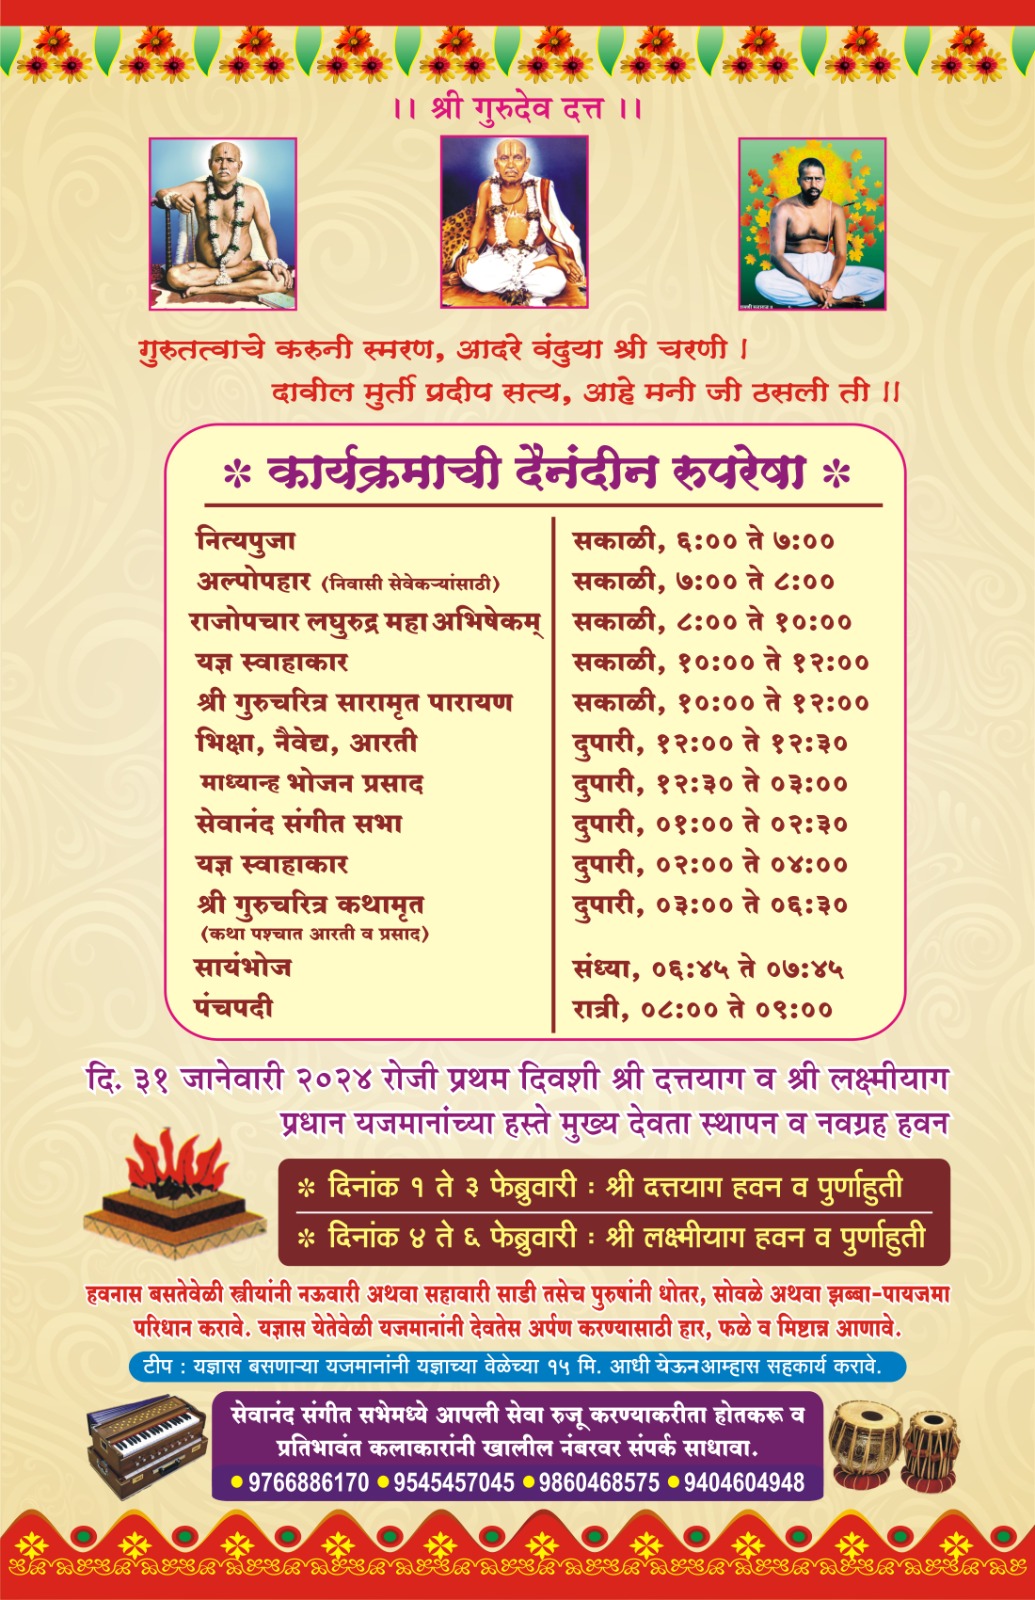 ।। श्री गुरुदेव दत्त ।।
गुरुतत्वाचे करुनी स्मरण, आदरे वंदुया श्री चरणी ।
दावील मुर्ती प्रदीप सत्य, आहे मनी जी ठसली ती ।।
कार्यक्रमाची दैनंदीन रुपरेषा
नित्यपुजा सकाळी, ६:०० ते ७:००
अल्पोपहार (निवासी सेवेकऱ्यांसाठी) सकाळी, ७:०० ते ८:००
राजोपचार लघुरुद्र महा अभिषेकम् सकाळी, ८:०० ते १०:००
यज्ञ स्वाहाकार सकाळी, १०:०० ते १२:००
श्री गुरुचरित्र सारामृत पारायण सकाळी, १०:०० ते १२:००
भिक्षा, नैवेद्य, आरती दुपारी, १२:०० ते १२:३०
माध्यान्ह भोजन प्रसाद दुपारी, १२:३० ते ०३:००
सेवानंद संगीत सभा दुपारी, ०१:०० ते ०२:३०
यज्ञ स्वाहाकार दुपारी, ०२:०० ते ०४:००
श्री गुरुचरित्र कथामृत दुपारी, ०३:०० ते ०६:३०
(कथा पश्चात आरती व प्रसाद)
सायंभोज संध्या, ०६:४५ ते ०७:४५
पंचपदी रात्री, ०८:०० ते ०९:००
दि. ३१ जानेवारी २०२४ रोजी प्रथम दिवशी श्री दत्तयाग व श्री लक्ष्मीयाग
प्रधान यजमानांच्या हस्ते मुख्य देवता स्थापन व नवग्रह हवन
दिनांक १ ते ३ फेब्रुवारी : श्री दत्तयाग हवन व पुर्णाहुती
दिनांक ४ ते ६ फेब्रुवारी : श्री लक्ष्मीयाग हवन व पुर्णाहुती
हवनास बसतेवेळी स्त्रीयांनी नऊवारी अथवा सहावारी साडी तसेच पुरुषांनी धोतर, सोवळे अथवा झब्बा-पायजमा
परिधान करावे. यज्ञास येतेवेळी यजमानांनी देवतेस अर्पण करण्यासाठी हार, फळे व मिष्टान्न आणावे.
टीप : यज्ञास बसणाऱ्या यजमानांनी यज्ञाच्या वेळेच्या १५ मि. आधी येऊन आम्हास सहकार्य करावे.
सेवानंद संगीत सभेमध्ये आपली सेवा रुजू करण्याकरीता होतकरू व
प्रतिभावंत कलाकारांनी खालील नंबरवर संपर्क साधावा.
9766886170 9545457045 9860468575 9404604948